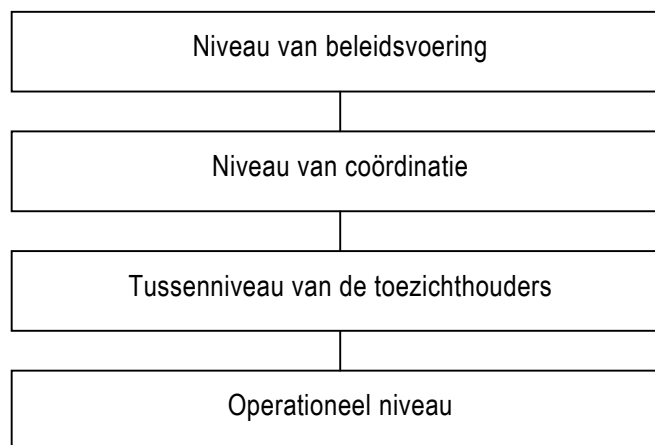 Niveau van beleidsvoering
Niveau van coördinatie
Tussenniveau van de toezichthouders
Operationeel niveau